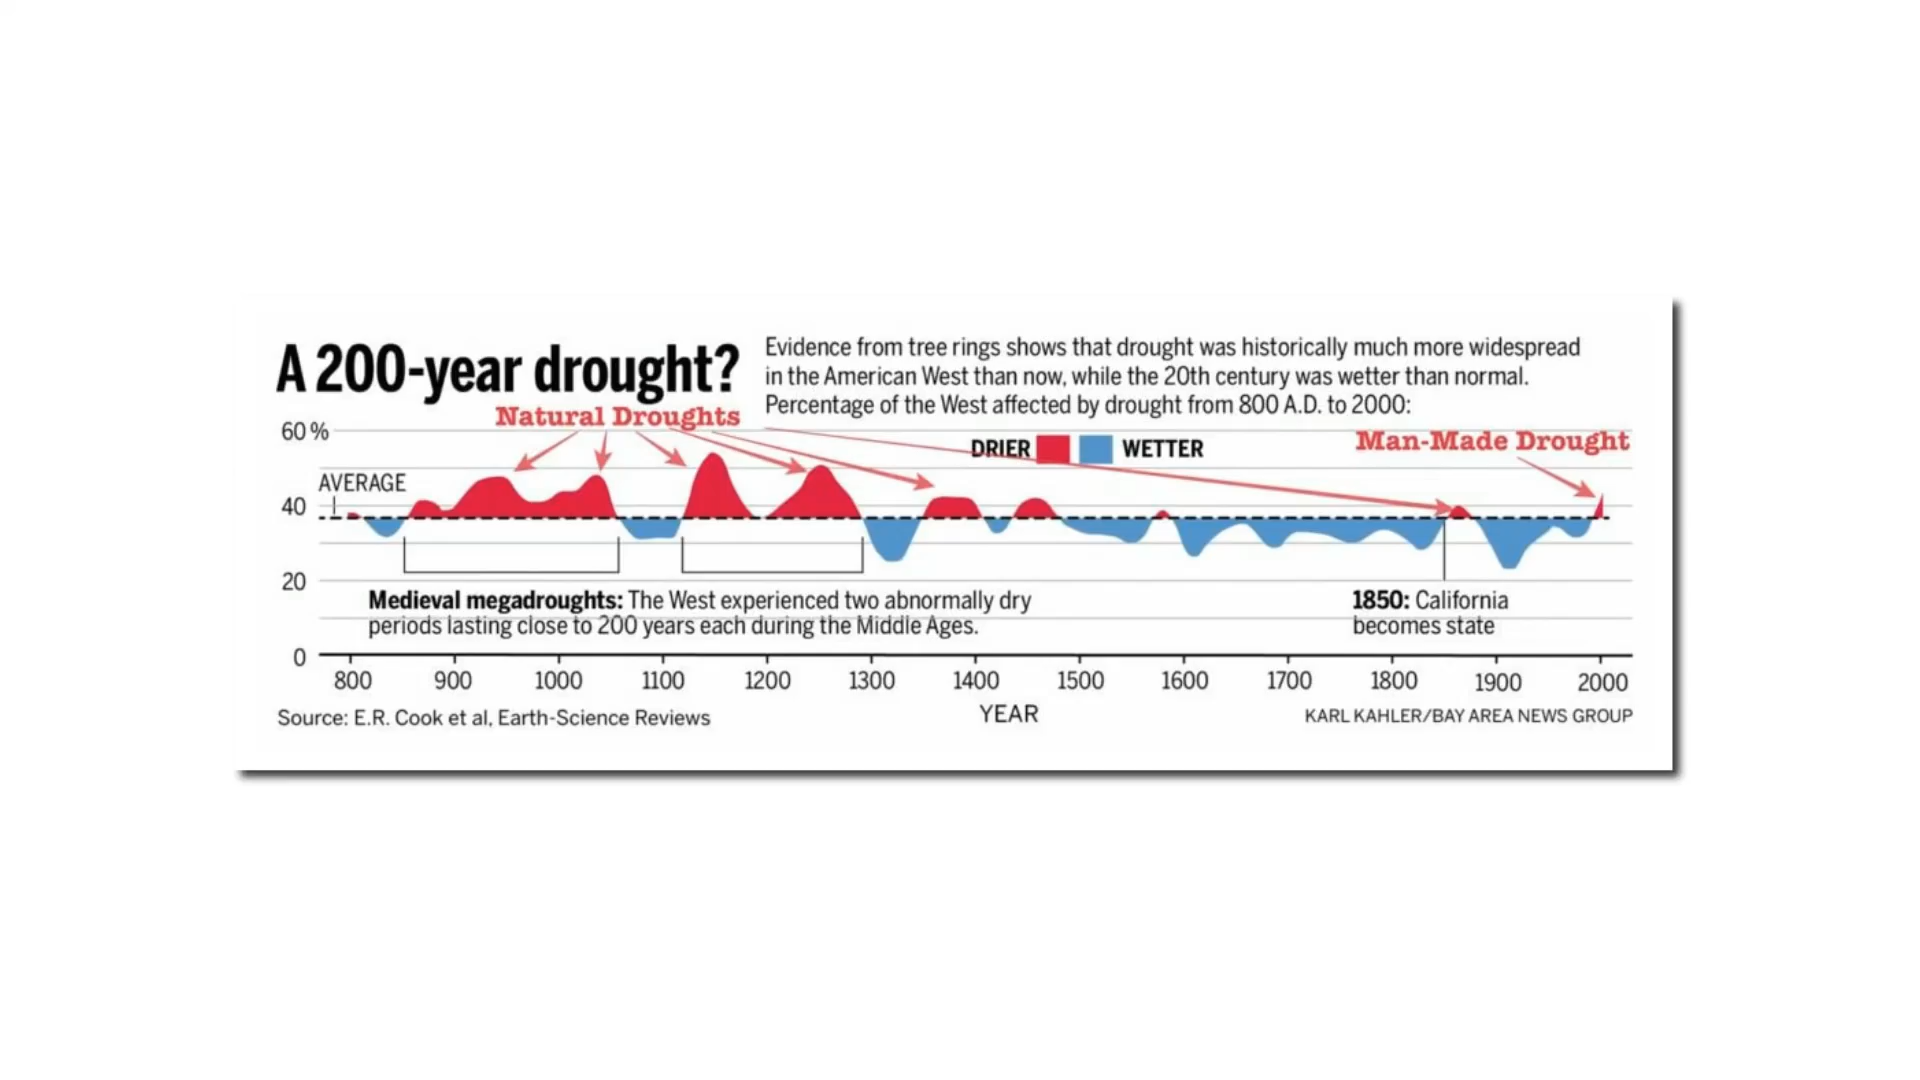 A 200-year drought?
Evidence from tree rings shows that drought was historically much more widespread
in the American West than now, while the 20th century was wetter than normal.
Percentage of the West affected by drought from 800 A.D. to 2000:
Natural Droughts
60 %
DRIER WETTER
Man-Made Drought
AVERAGE
40
20
Medieval megadroughts: The West experienced two abnormally dry
periods lasting close to 200 years each during the Middle Ages.
1850: California
becomes state
0
800 900 1000 1100 1200 1300 1400 1500 1600 1700 1800 1900 2000
YEAR
Source: E.R. Cook et al, Earth-Science Reviews
KARL KAHLER/BAY AREA NEWS GROUP